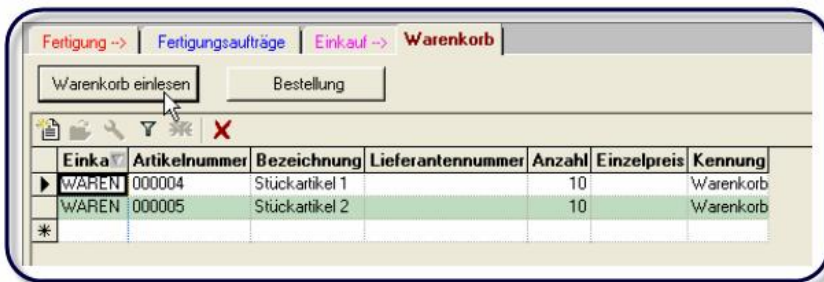 Fertigung --> Fertigungsaufträge Einkauf --> Warenkorb
Warenkorb einlesen Bestellung
Einka Artikelnummer Bezeichnung Lieferantennummer Anzahl Einzelpreis Kennung
WAREN 000004 Stückartikel 1 10 Warenkorb
WAREN 000005 Stückartikel 2 10 Warenkorb